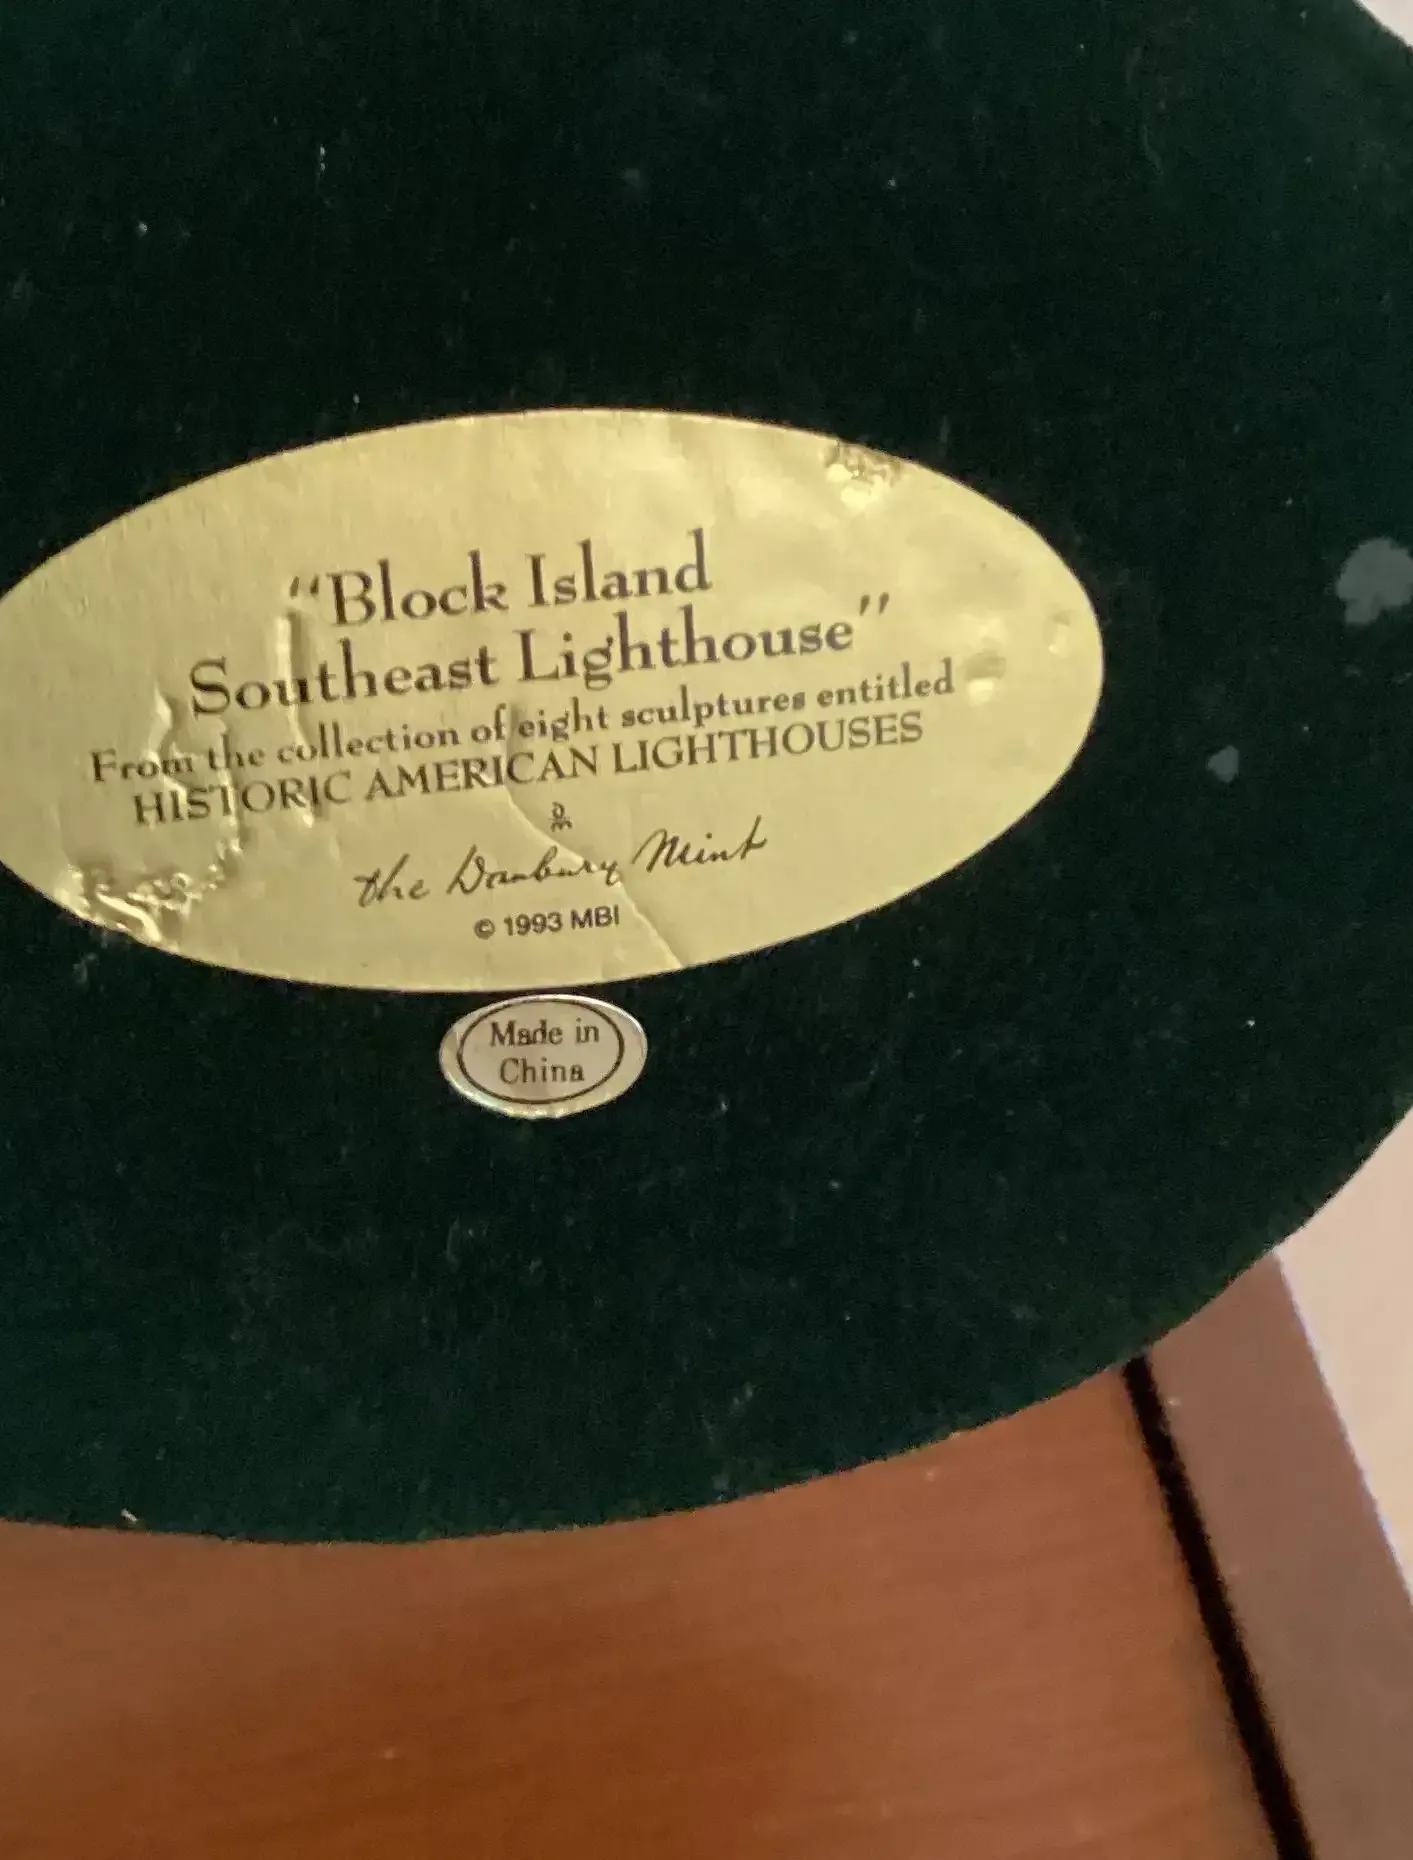 “Block Island
Southeast Lighthouse”
From the collection of eight sculptures entitled
HISTORIC AMERICAN LIGHTHOUSES
DM
The Danbury Mint
© 1993 MBI
Made in
China